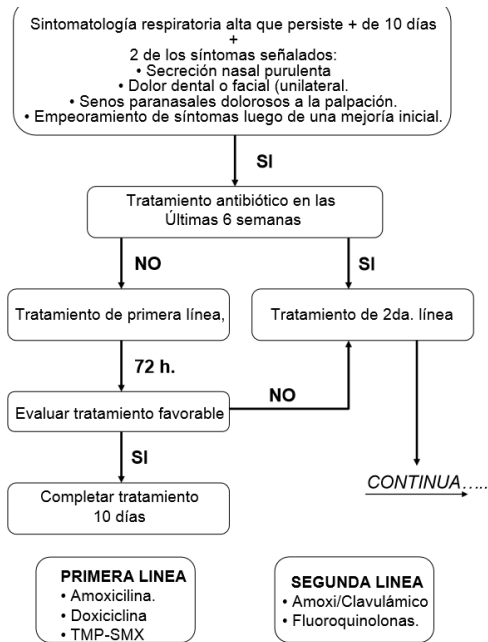 Sintomatología respiratoria alta que persiste + de 10 días
+
2 de los síntomas señalados:
• Secreción nasal purulenta
• Dolor dental o facial (unilateral.
• Senos paranasales dolorosos a la palpación.
• Empeoramiento de síntomas luego de una mejoría inicial.
SI
Tratamiento antibiótico en las
Últimas 6 semanas
NO
SI
Tratamiento de primera línea,
Tratamiento de 2da. línea
72 h.
NO
Evaluar tratamiento favorable
SI
CONTINUA.....
Completar tratamiento
10 días
PRIMERA LINEA
• Amoxicilina.
• Doxiciclina
• TMP-SMX
SEGUNDA LINEA
• Amoxi/Clavulámico
• Fluoroquinolonas.